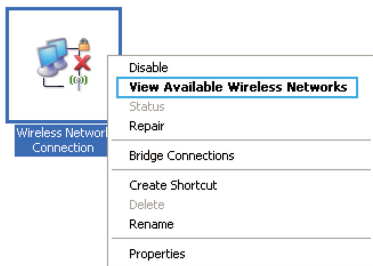 Disable
View Available Wireless Networks
Status
Repair
Wireless Network
Connection
Bridge Connections
Create Shortcut
Delete
Rename
Properties